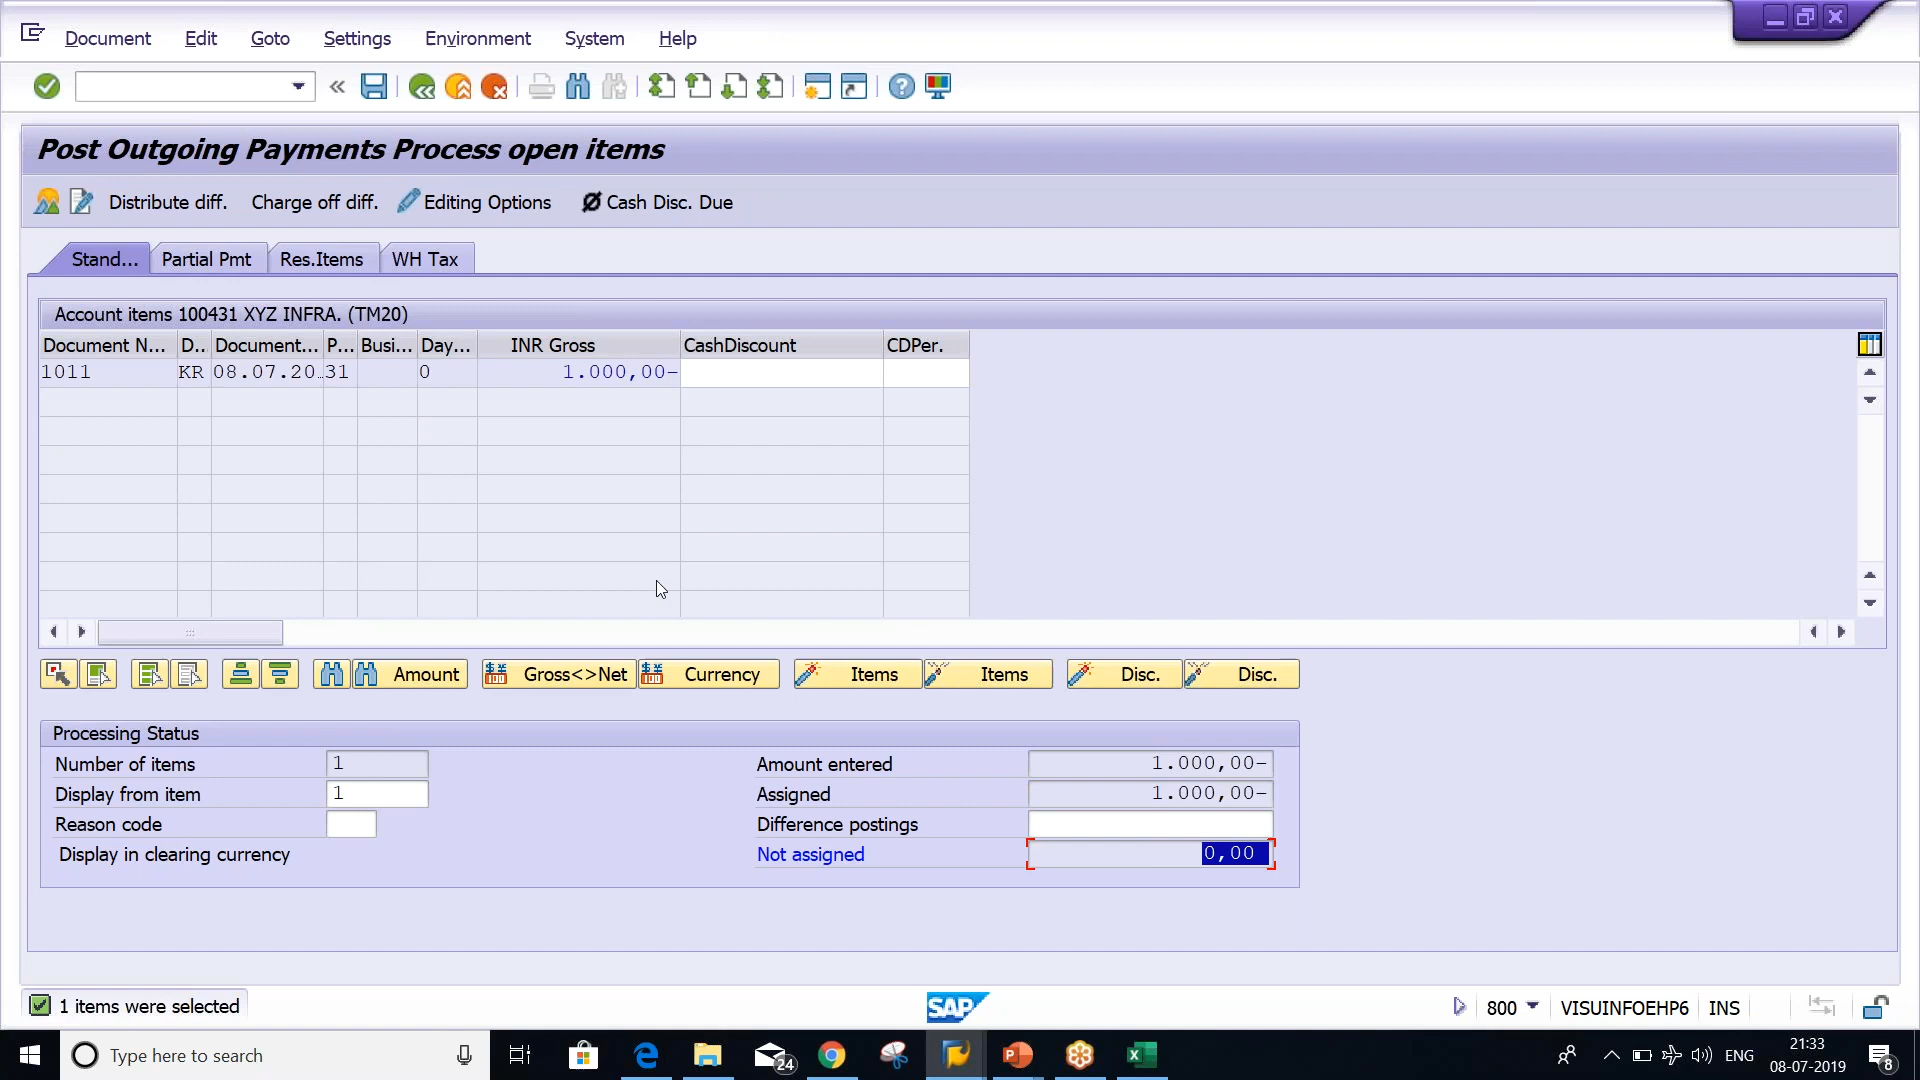 Document Edit Goto Settings Environment System Help
Post Outgoing Payments Process open items
Distribute diff. Charge off diff. Editing Options Cash Disc. Due
Stand... Partial Pmt Res.Items WH Tax
Account items 100431 XYZ INFRA. (TM20)
Document N... D.. Document... P... Busi... Day... INR Gross CashDiscount CDPer.
1011 KR 08.07.20.. 31 0 1.000,00-
Amount Gross<>Net Currency Items Items Disc. Disc.
Processing Status
Number of items 1 Amount entered 1.000,00-
Display from item 1 Assigned 1.000,00-
Reason code Difference postings
Display in clearing currency Not assigned 0,00
1 items were selected SAP 800 VISUINFOEHP6 INS
Type here to search 24 ENG 21:33
08-07-2019 8